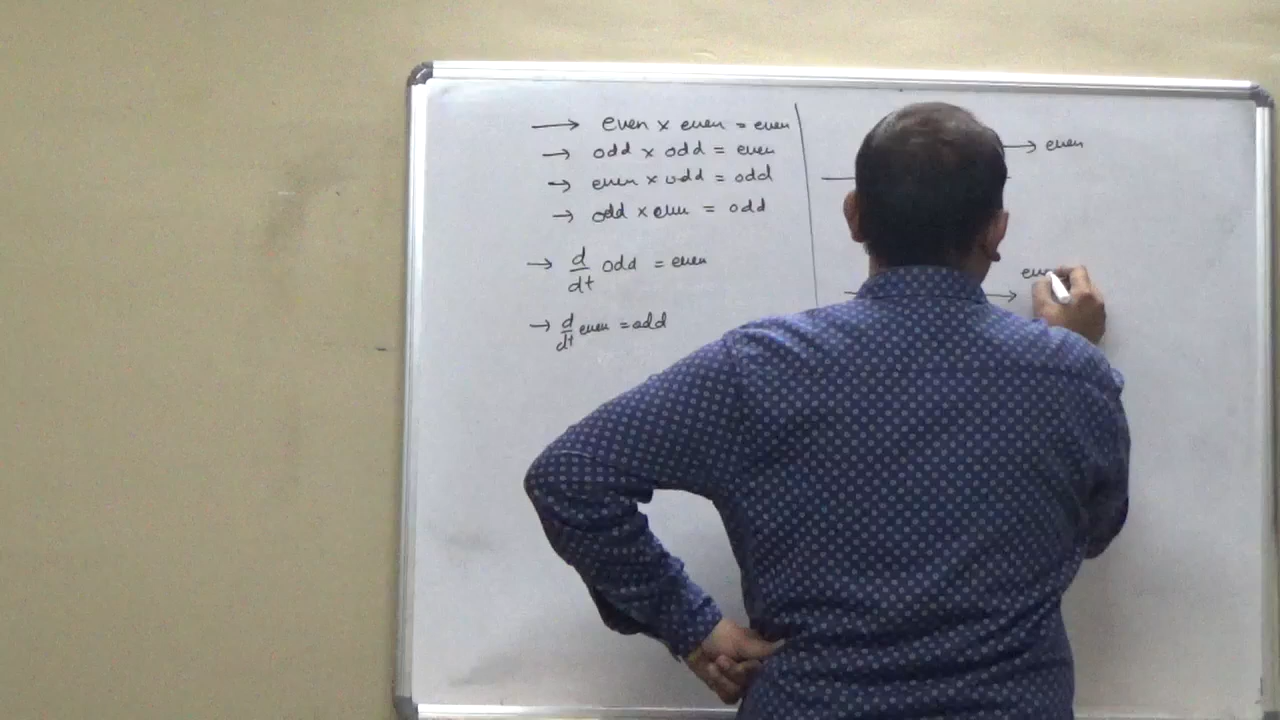 → even × even = even
→ odd × odd = even
→ even × odd = odd
→ odd × even = odd
→ d/dt odd = even
→ d/dt even = odd
→ even
→